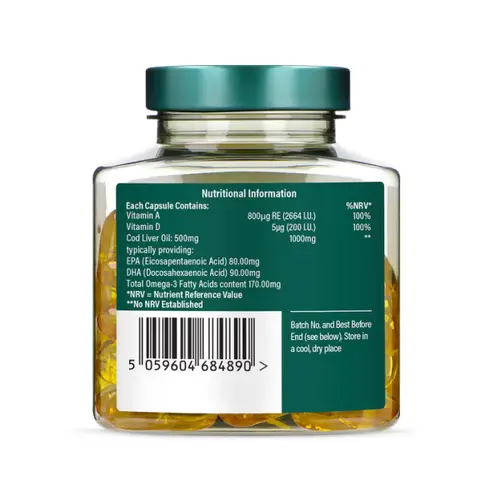 Nutritional Information
Each Capsule Contains: %NRV*
Vitamin A 800µg RE (2664 I.U.) 100%
Vitamin D 5µg (200 I.U.) 100%
Cod Liver Oil: 500mg 1000mg **
typically providing:
EPA (Eicosapentaenoic Acid) 80.00mg
DHA (Docosahexaenoic Acid) 90.00mg
Total Omega-3 Fatty Acids content 170.00mg
*NRV = Nutrient Reference Value
**No NRV Established
Batch No. and Best Before
End (see below). Store in
a cool, dry place
5 059604 684890 >